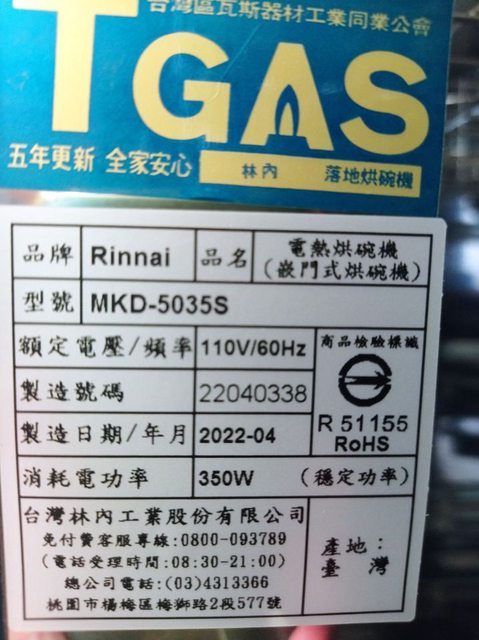 台灣區瓦斯器材工業同業公會
TGAS
五年更新 全家安心
林內 落地烘碗機
品牌 Rinnai 品名 電熱烘碗機
(嵌門式烘碗機)
型號 MKD-5035S
額定電壓/頻率 110V/60Hz 商品檢驗標識
製造號碼 22040338
製造日期/年月 2022-04 R 51155
RoHS
消耗電功率 350W (穩定功率)
台灣林內工業股份有限公司
免付費客服專線:0800-093789
(電話受理時間:08:30-21:00)
總公司電話:(03)4313366
桃園市楊梅區梅獅路2段577號
產地:
臺灣